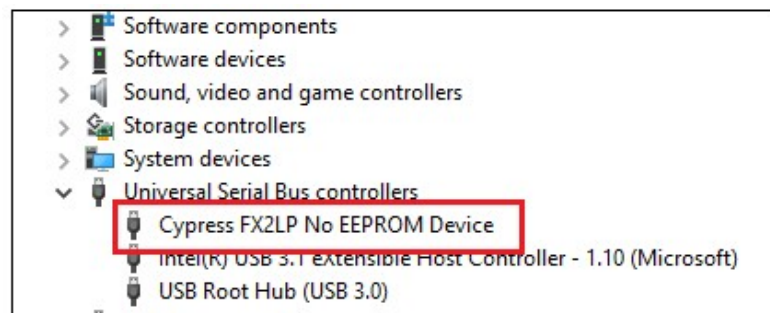 Software components
Software devices
Sound, video and game controllers
Storage controllers
System devices
Universal Serial Bus controllers
Cypress FX2LP No EEPROM Device
Intel(R) USB 3.1 eXtensible Host Controller - 1.10 (Microsoft)
USB Root Hub (USB 3.0)